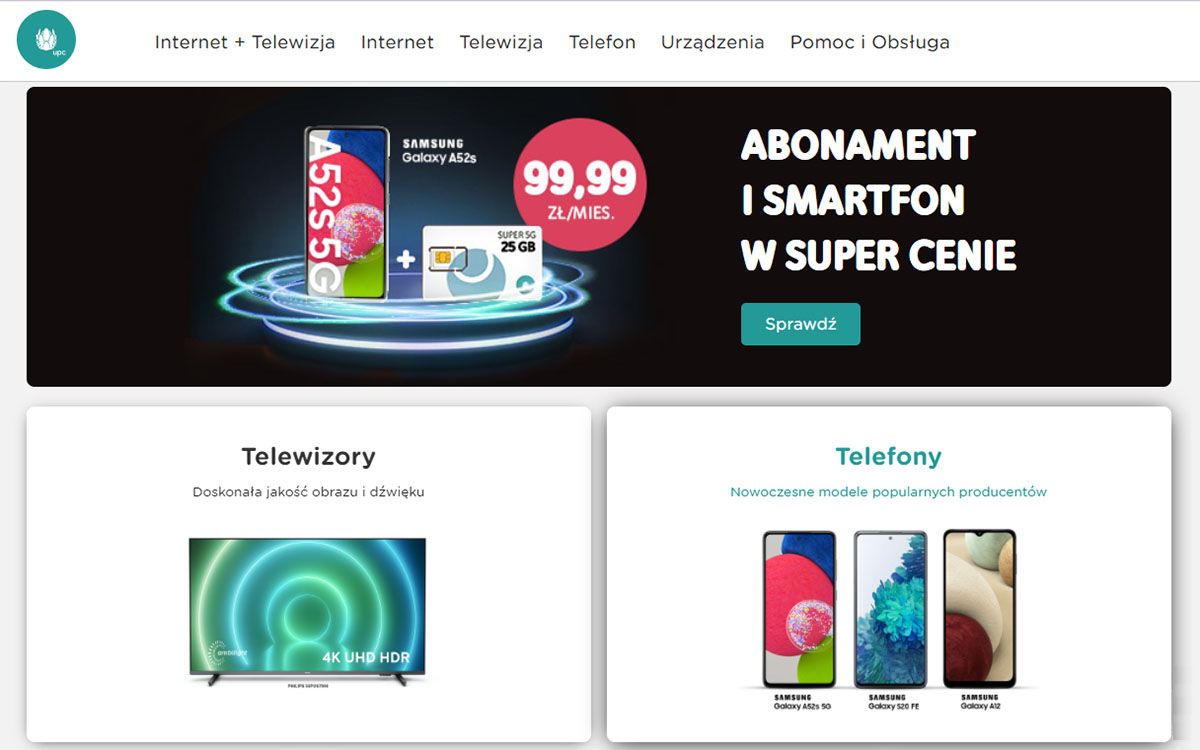 upc
Internet + Telewizja Internet Telewizja Telefon Urządzenia Pomoc i Obsługa
A52s 5G
SAMSUNG
Galaxy A52s
99,99
ZŁ/MIES.
SUPER 5G
25 GB
+
ABONAMENT
I SMARTFON
W SUPER CENIE
Sprawdź
Telewizory
Doskonała jakość obrazu i dźwięku
ambilight
4K UHD HDR
Telefony
Nowoczesne modele popularnych producentów
SAMSUNG
Galaxy A52s 5G
SAMSUNG
Galaxy S20 FE
SAMSUNG
Galaxy A12